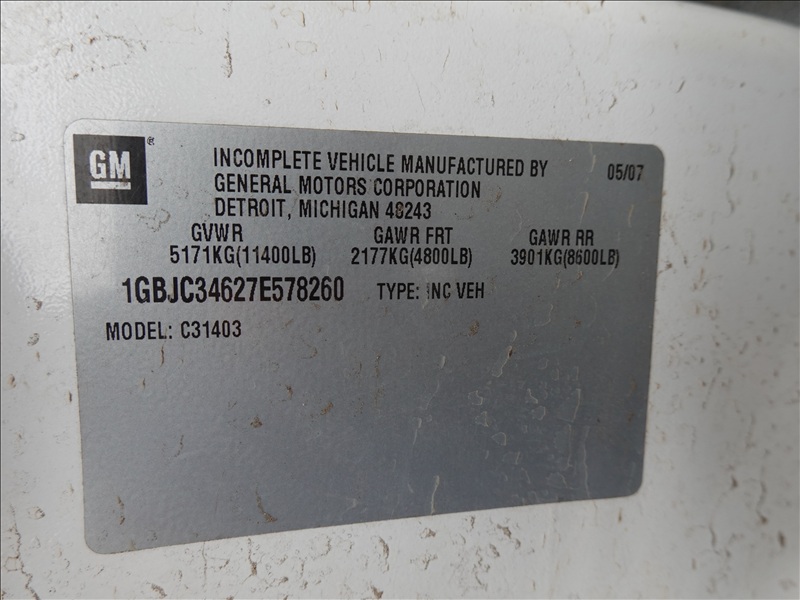 GM ®
INCOMPLETE VEHICLE MANUFACTURED BY 05/07
GENERAL MOTORS CORPORATION
DETROIT, MICHIGAN 48243
GVWR GAWR FRT GAWR RR
5171KG(11400LB) 2177KG(4800LB) 3901KG(8600LB)
1GBJC34627E578260 TYPE: INC VEH
MODEL: C31403